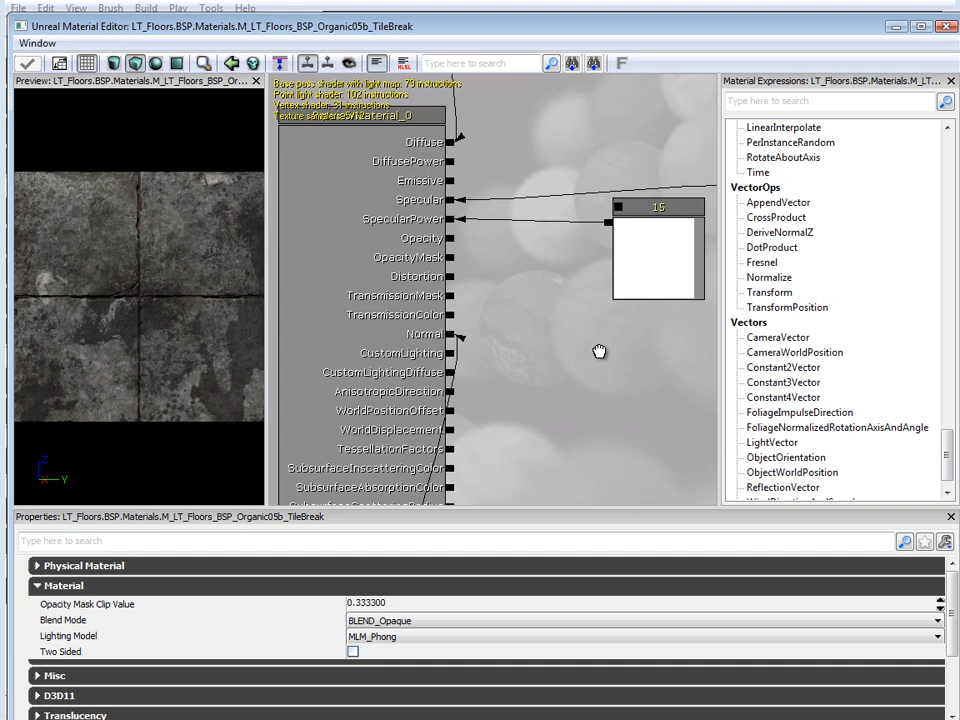 File Edit View Brush Build Play Tools Help
Unreal Material Editor: LT_Floors.BSP.Materials.M_LT_Floors_BSP_Organic05b_TileBreak
Window
Type here to search
Preview: LT_Floors.BSP.Materials.M_LT_Floors_BSP_Or...
Base pass shader with light map: 79 instructions
Point light shader: 102 instructions
Vertex shader: 31 instructions
Diffuse
DiffusePower
Emissive
Specular
SpecularPower
Opacity
OpacityMask
Distortion
TransmissionMask
TransmissionColor
Normal
CustomLighting
CustomLightingDiffuse
AnisotropicDirection
WorldPositionOffset
WorldDisplacement
TessellationFactors
SubsurfaceInscatteringColor
SubsurfaceAbsorptionColor
15
Material Expressions: M_LT_Floors_BSP_Organic05b_TileBreak
Type here to search
LinearInterpolate
PerInstanceRandom
RotateAboutAxis
Time
VectorOps
AppendVector
CrossProduct
DeriveNormalZ
DotProduct
Fresnel
Normalize
Transform
TransformPosition
Vectors
CameraVector
CameraWorldPosition
Constant2Vector
Constant3Vector
Constant4Vector
FoliageImpulseDirection
FoliageNormalizedRotationAxisAndAngle
LightVector
ObjectOrientation
ObjectWorldPosition
ReflectionVector
Properties: LT_Floors.BSP.Materials.M_LT_Floors_BSP_Organic05b_TileBreak
Type here to search
Physical Material
Material
Opacity Mask Clip Value 0.333300
Blend Mode BLEND_Opaque
Lighting Model MLM_Phong
Two Sided
Misc
D3D11
Translucency